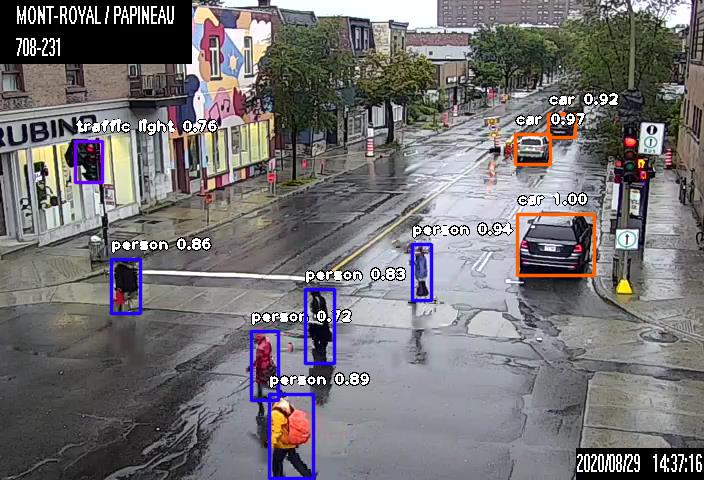 MONT-ROYAL / PAPINEAU
708-231
RUBINO
traffic light 0.76
car 0.92
car 0.97
car 1.00
person 0.94
person 0.86
person 0.83
person 0.72
person 0.89
2020/08/29 14:37:16